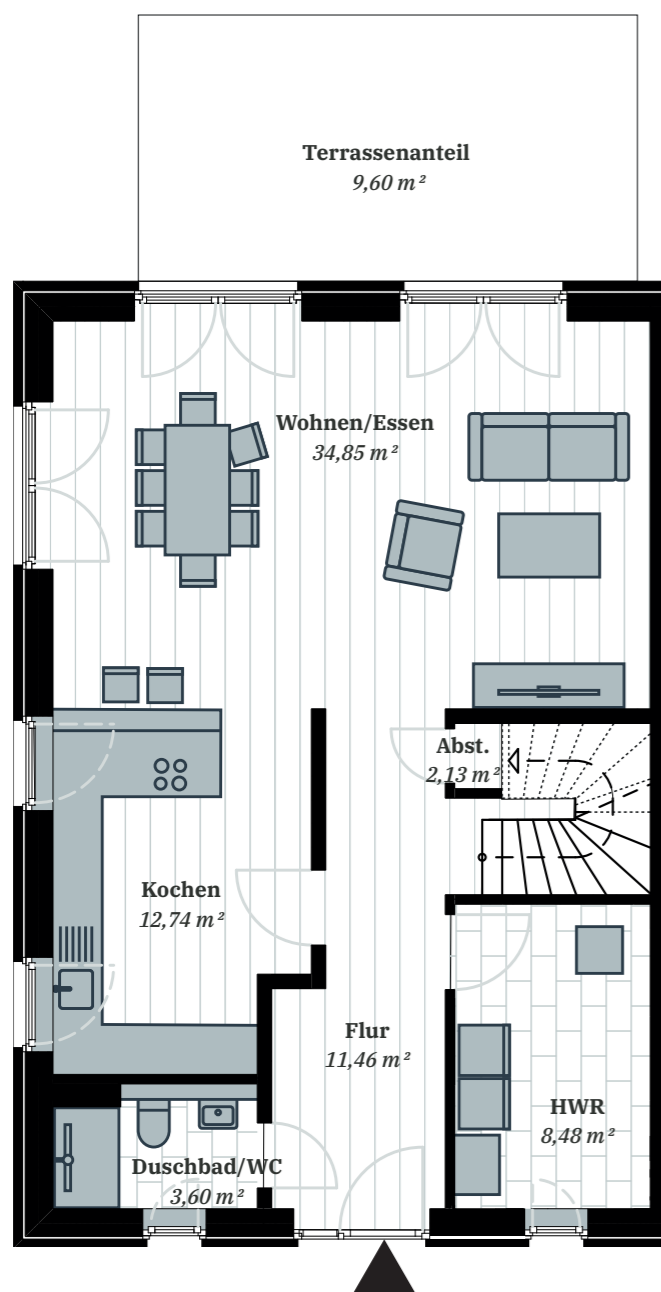 Terrassenanteil
9,60 m²
Wohnen/Essen
34,85 m²
Abst.
2,13 m²
Kochen
12,74 m²
Flur
11,46 m²
HWR
8,48 m²
Duschbad/WC
3,60 m²